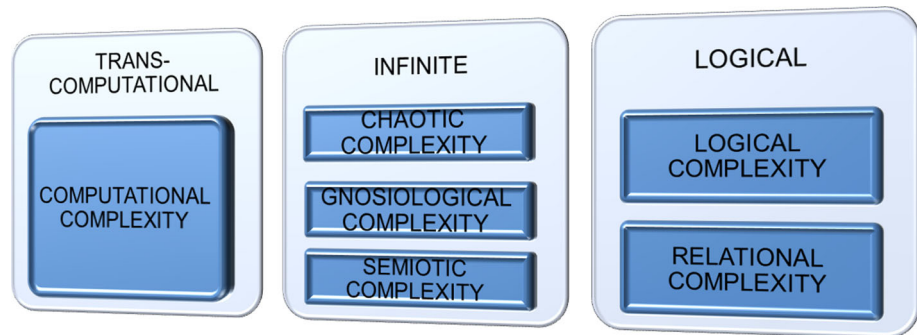 TRANS-
COMPUTATIONAL
COMPUTATIONAL
COMPLEXITY
INFINITE
CHAOTIC
COMPLEXITY
GNOSIOLOGICAL
COMPLEXITY
SEMIOTIC
COMPLEXITY
LOGICAL
LOGICAL
COMPLEXITY
RELATIONAL
COMPLEXITY